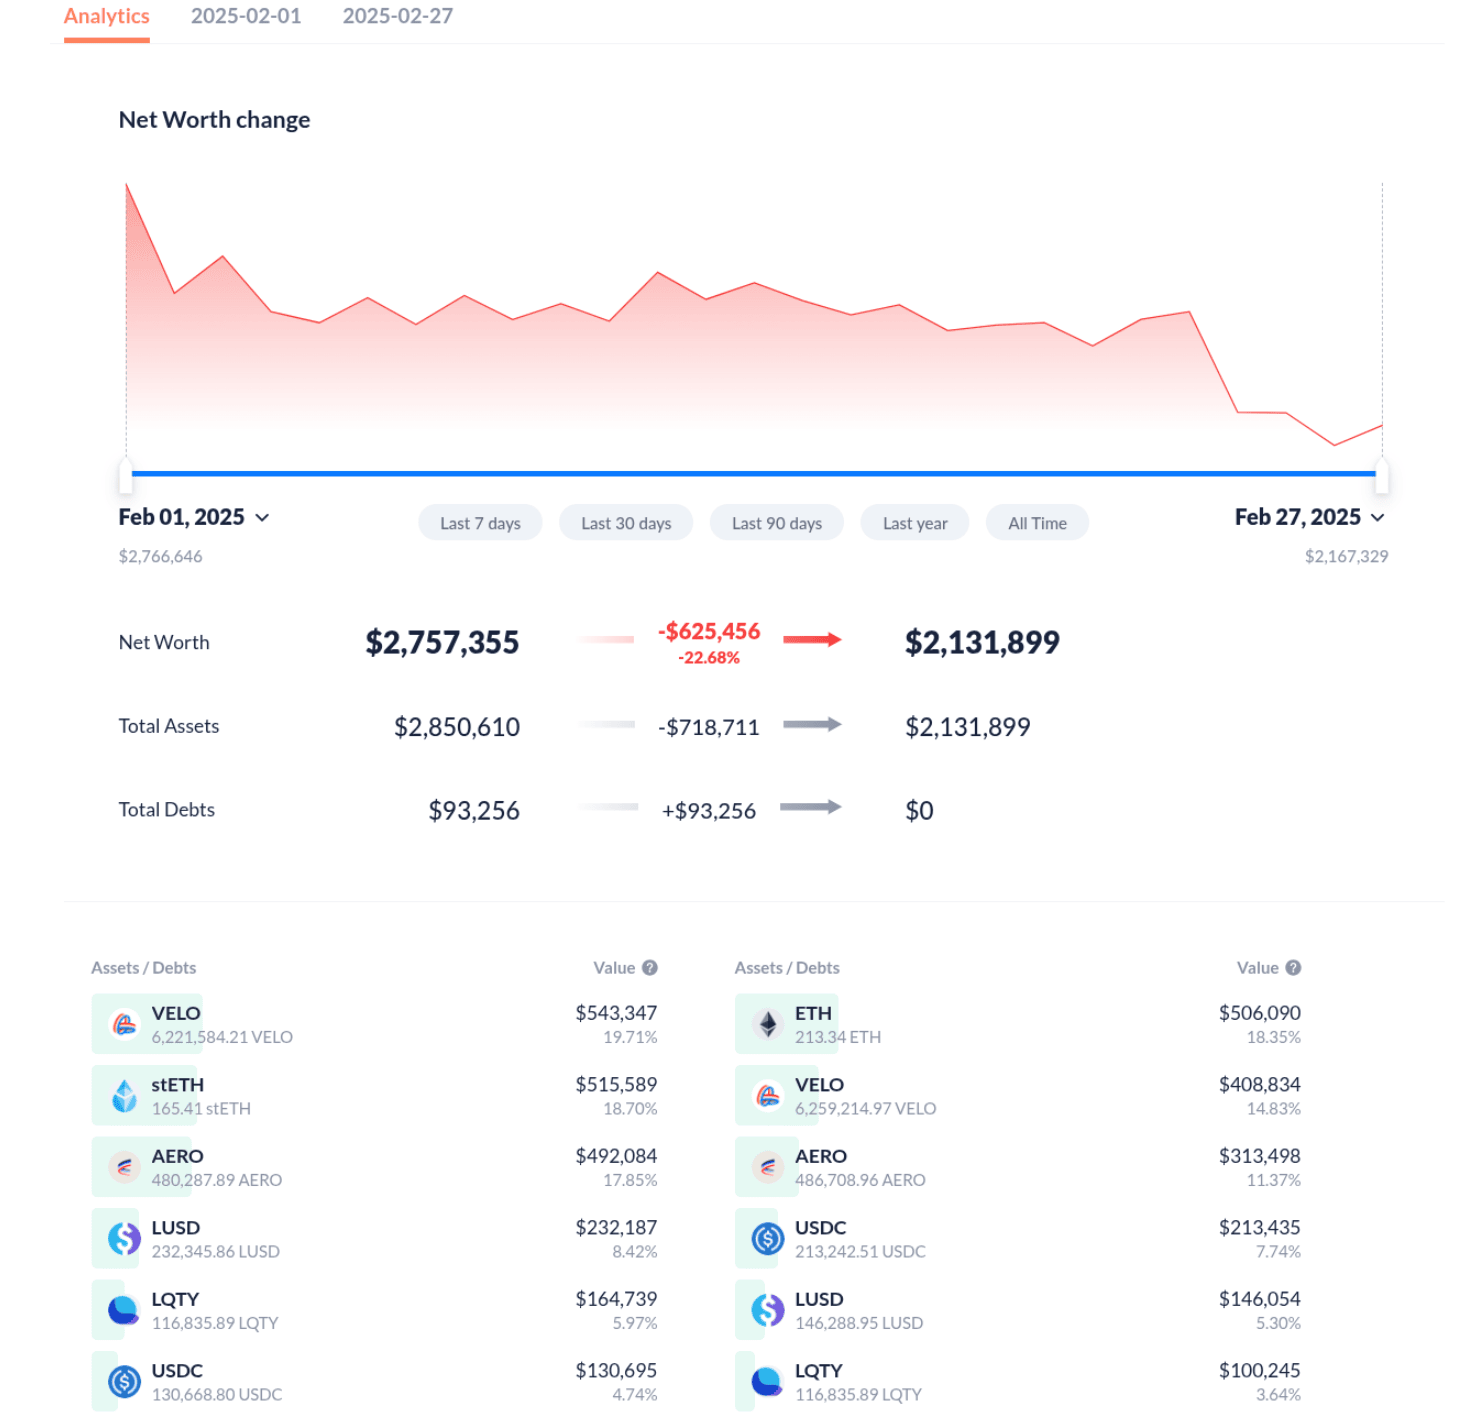 Analytics 2025-02-01 2025-02-27
Net Worth change
Feb 01, 2025 Last 7 days Last 30 days Last 90 days Last year All Time Feb 27, 2025
$2,766,646 $2,167,329
Net Worth $2,757,355 -$625,456 $2,131,899
-22.68%
Total Assets $2,850,610 -$718,711 $2,131,899
Total Debts $93,256 +$93,256 $0
Assets / Debts Value ? Assets / Debts Value ?
VELO $543,347 ETH $506,090
6,221,584.21 VELO 19.71% 213.34 ETH 18.35%
stETH $515,589 VELO $408,834
165.41 stETH 18.70% 6,259,214.97 VELO 14.83%
AERO $492,084 AERO $313,498
480,287.89 AERO 17.85% 486,708.96 AERO 11.37%
LUSD $232,187 USDC $213,435
232,345.86 LUSD 8.42% 213,242.51 USDC 7.74%
LQTY $164,739 LUSD $146,054
116,835.89 LQTY 5.97% 146,288.95 LUSD 5.30%
USDC $130,695 LQTY $100,245
130,668.80 USDC 4.74% 116,835.89 LQTY 3.64%